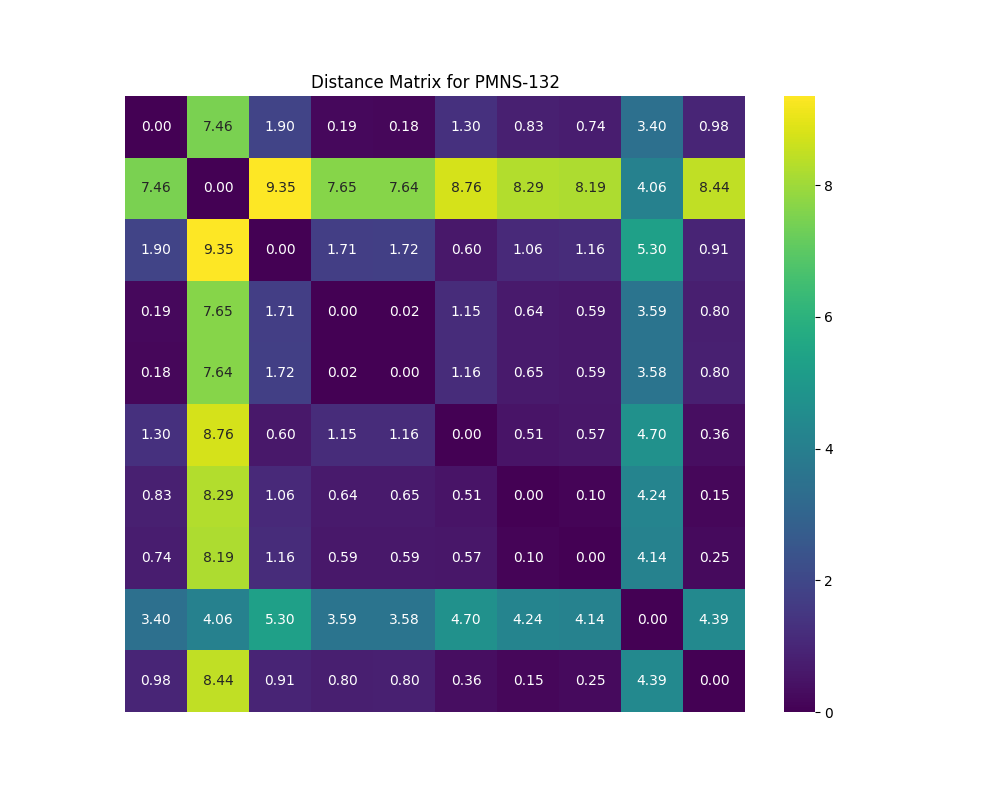 Distance Matrix for PMNS-132
0.00 7.46 1.90 0.19 0.18 1.30 0.83 0.74 3.40 0.98
7.46 0.00 9.35 7.65 7.64 8.76 8.29 8.19 4.06 8.44
1.90 9.35 0.00 1.71 1.72 0.60 1.06 1.16 5.30 0.91
0.19 7.65 1.71 0.00 0.02 1.15 0.64 0.59 3.59 0.80
0.18 7.64 1.72 0.02 0.00 1.16 0.65 0.59 3.58 0.80
1.30 8.76 0.60 1.15 1.16 0.00 0.51 0.57 4.70 0.36
0.83 8.29 1.06 0.64 0.65 0.51 0.00 0.10 4.24 0.15
0.74 8.19 1.16 0.59 0.59 0.57 0.10 0.00 4.14 0.25
3.40 4.06 5.30 3.59 3.58 4.70 4.24 4.14 0.00 4.39
0.98 8.44 0.91 0.80 0.80 0.36 0.15 0.25 4.39 0.00
8
6
4
2
0